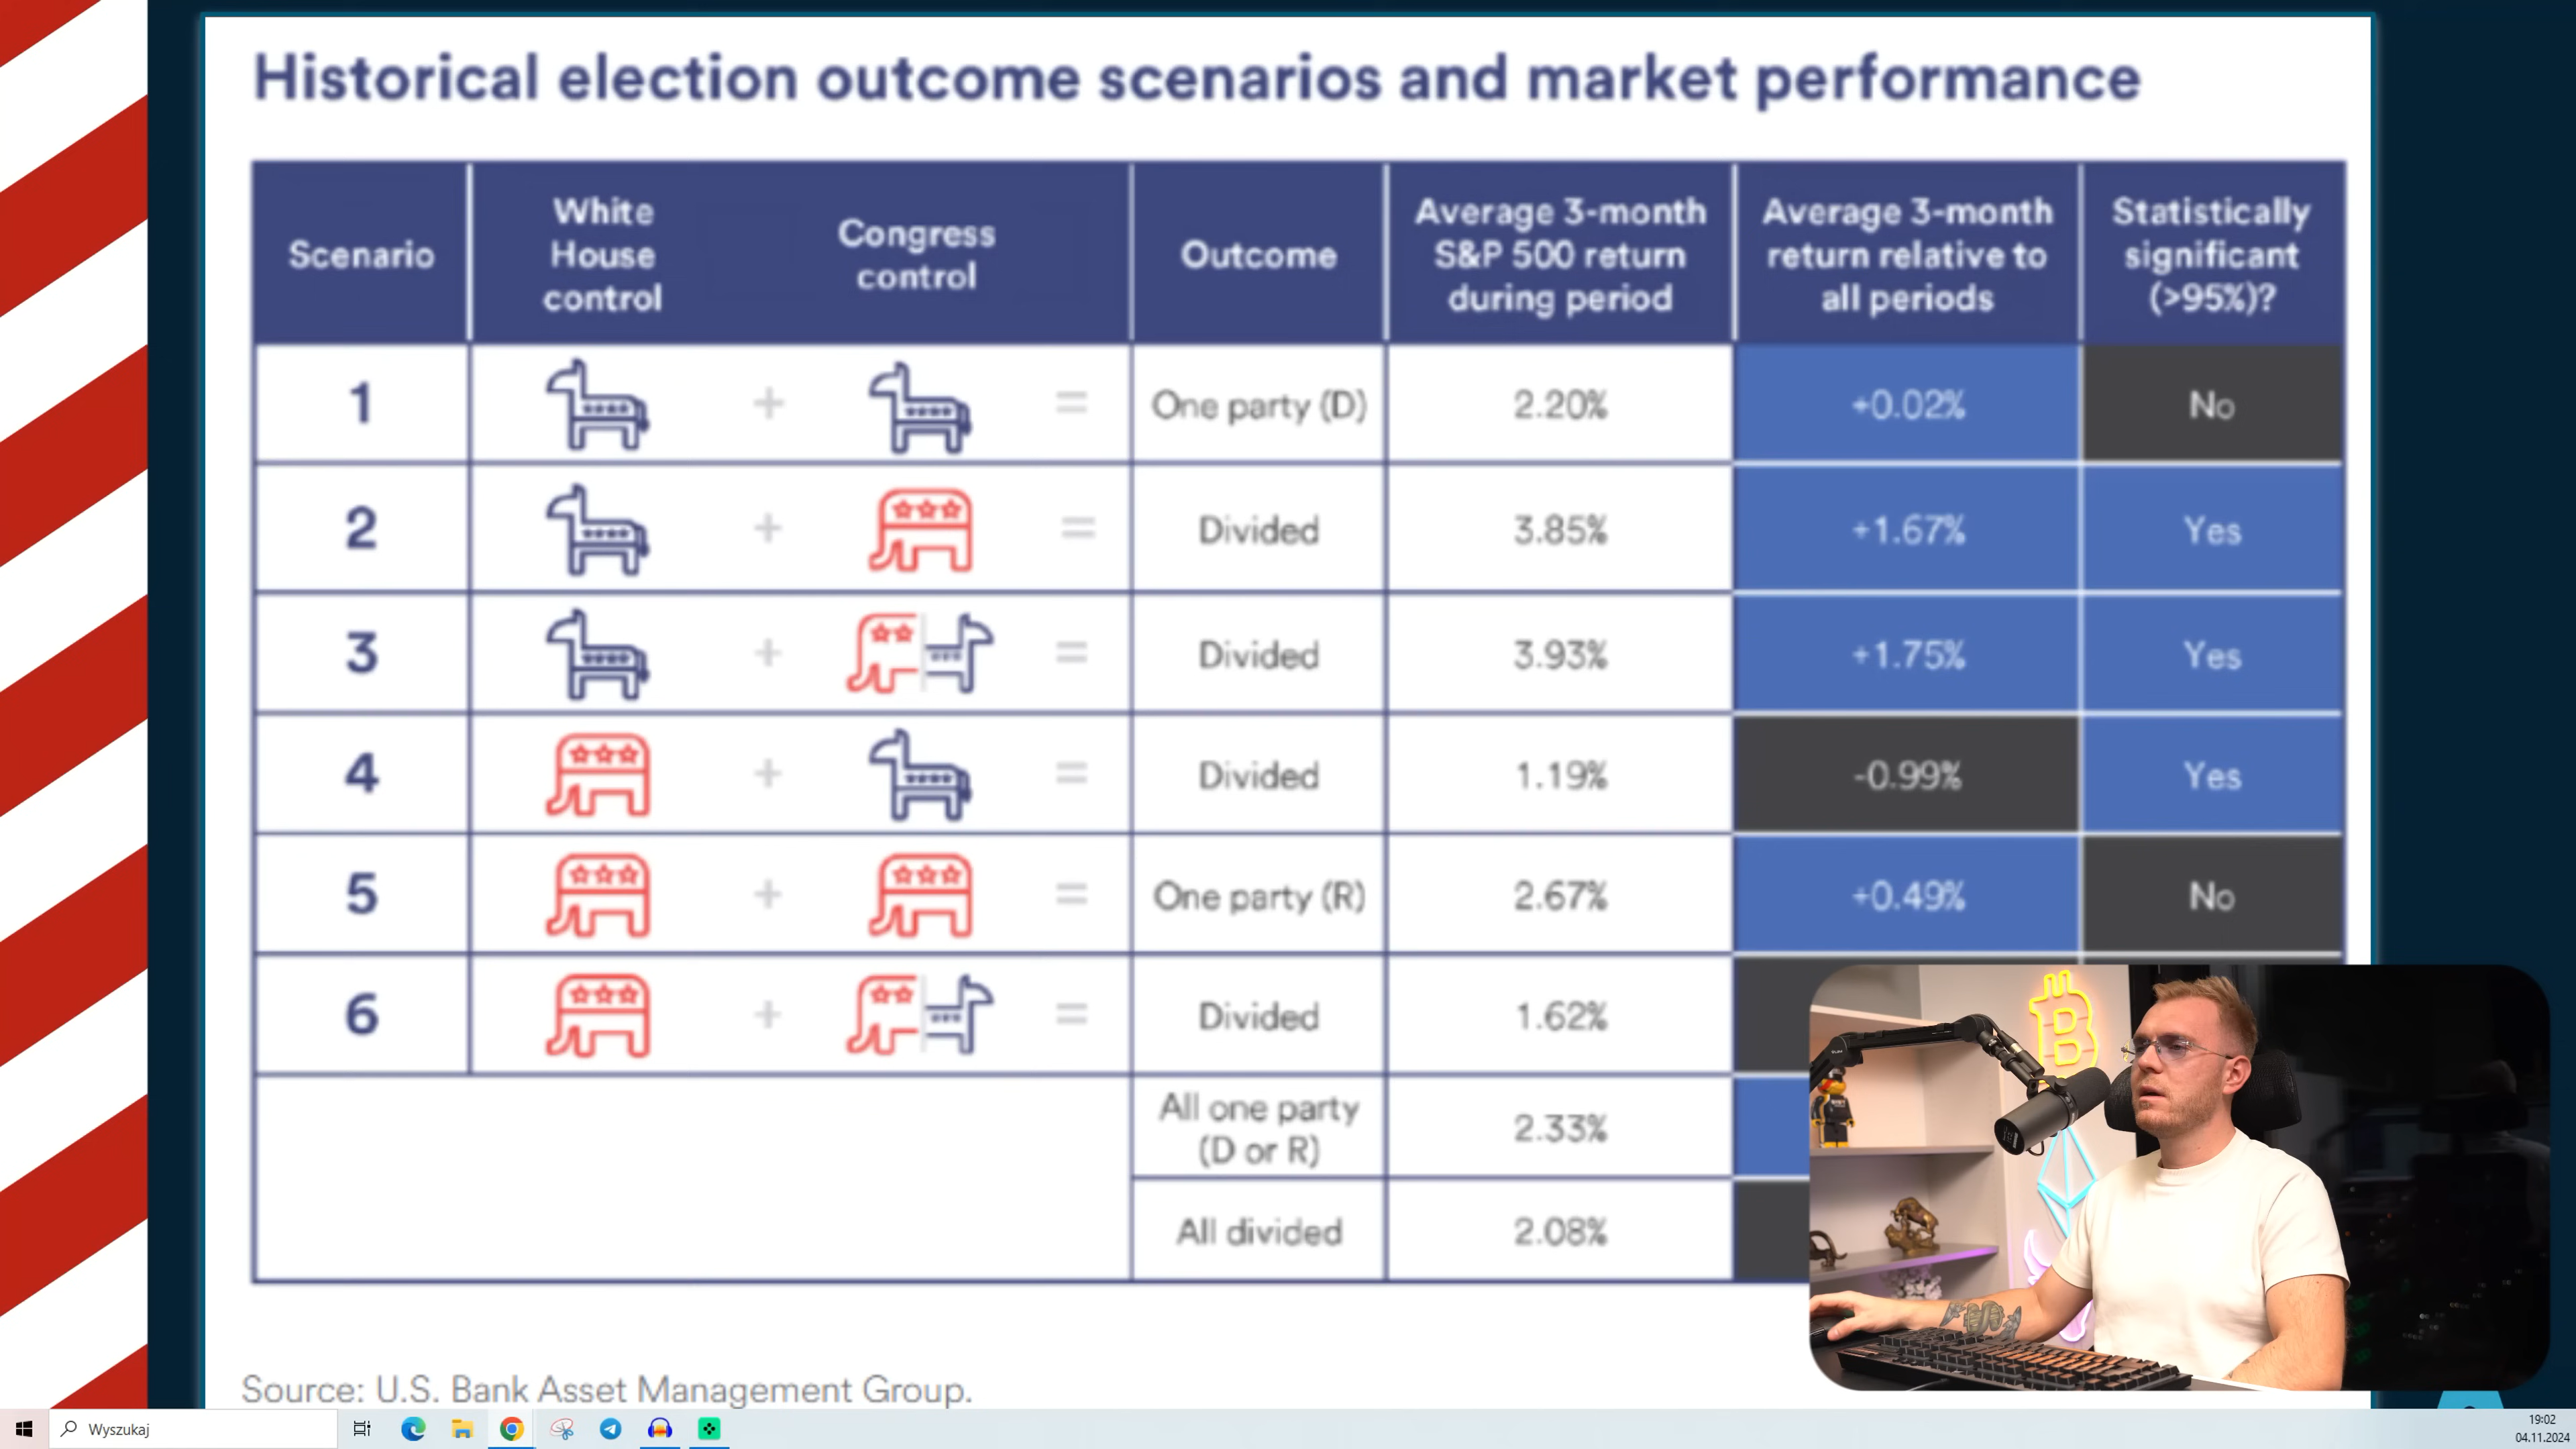 Historical election outcome scenarios and market performance
Scenario
White
House
control
Congress
control
Outcome
Average 3-month
S&P 500 return
during period
Average 3-month
return relative to
all periods
Statistically
significant
(>95%)?
1
+
=
One party (D)
2.20%
+0.02%
No
2
+
=
Divided
3.85%
+1.67%
Yes
3
+
=
Divided
3.93%
+1.75%
Yes
4
+
=
Divided
1.19%
-0.99%
Yes
5
+
=
One party (R)
2.67%
+0.49%
No
6
+
=
Divided
1.62%
All one party
(D or R)
2.33%
All divided
2.08%
Source: U.S. Bank Asset Management Group.
Wyszukaj
19:02
04.11.2024